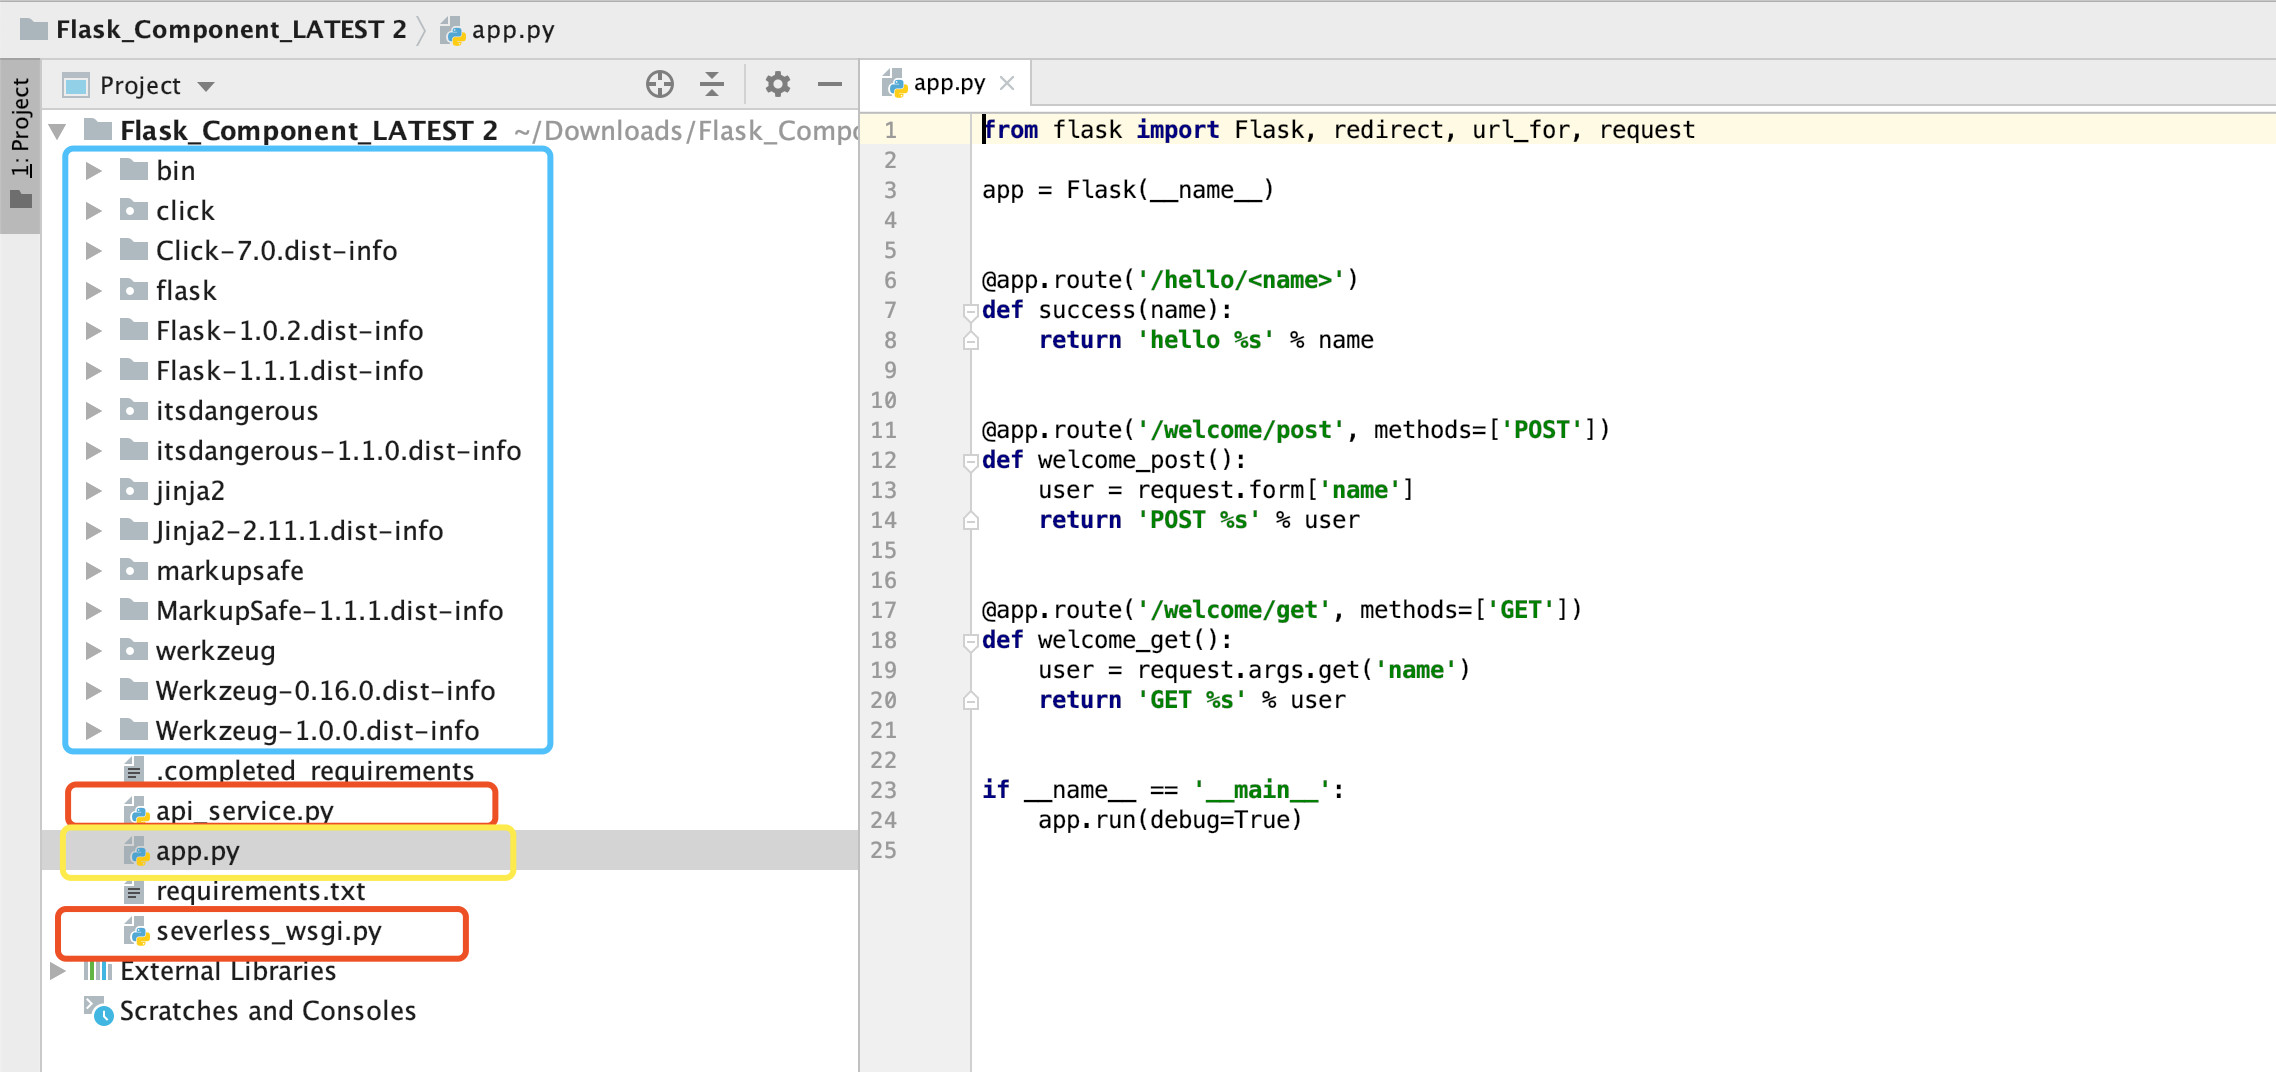 Flask_Component_LATEST 2 app.py
1: Project
Project
Flask_Component_LATEST 2 ~/Downloads/Flask_Compo
bin
click
Click-7.0.dist-info
flask
Flask-1.0.2.dist-info
Flask-1.1.1.dist-info
itsdangerous
itsdangerous-1.1.0.dist-info
jinja2
Jinja2-2.11.1.dist-info
markupsafe
MarkupSafe-1.1.1.dist-info
werkzeug
Werkzeug-0.16.0.dist-info
Werkzeug-1.0.0.dist-info
.completed_requirements
api_service.py
app.py
requirements.txt
severless_wsgi.py
External Libraries
Scratches and Consoles
app.py
1 from flask import Flask, redirect, url_for, request
2
3 app = Flask(__name__)
4
5
6 @app.route('/hello/<name>')
7 def success(name):
8     return 'hello %s' % name
9
10
11 @app.route('/welcome/post', methods=['POST'])
12 def welcome_post():
13     user = request.form['name']
14     return 'POST %s' % user
15
16
17 @app.route('/welcome/get', methods=['GET'])
18 def welcome_get():
19     user = request.args.get('name')
20     return 'GET %s' % user
21
22
23 if __name__ == '__main__':
24     app.run(debug=True)
25